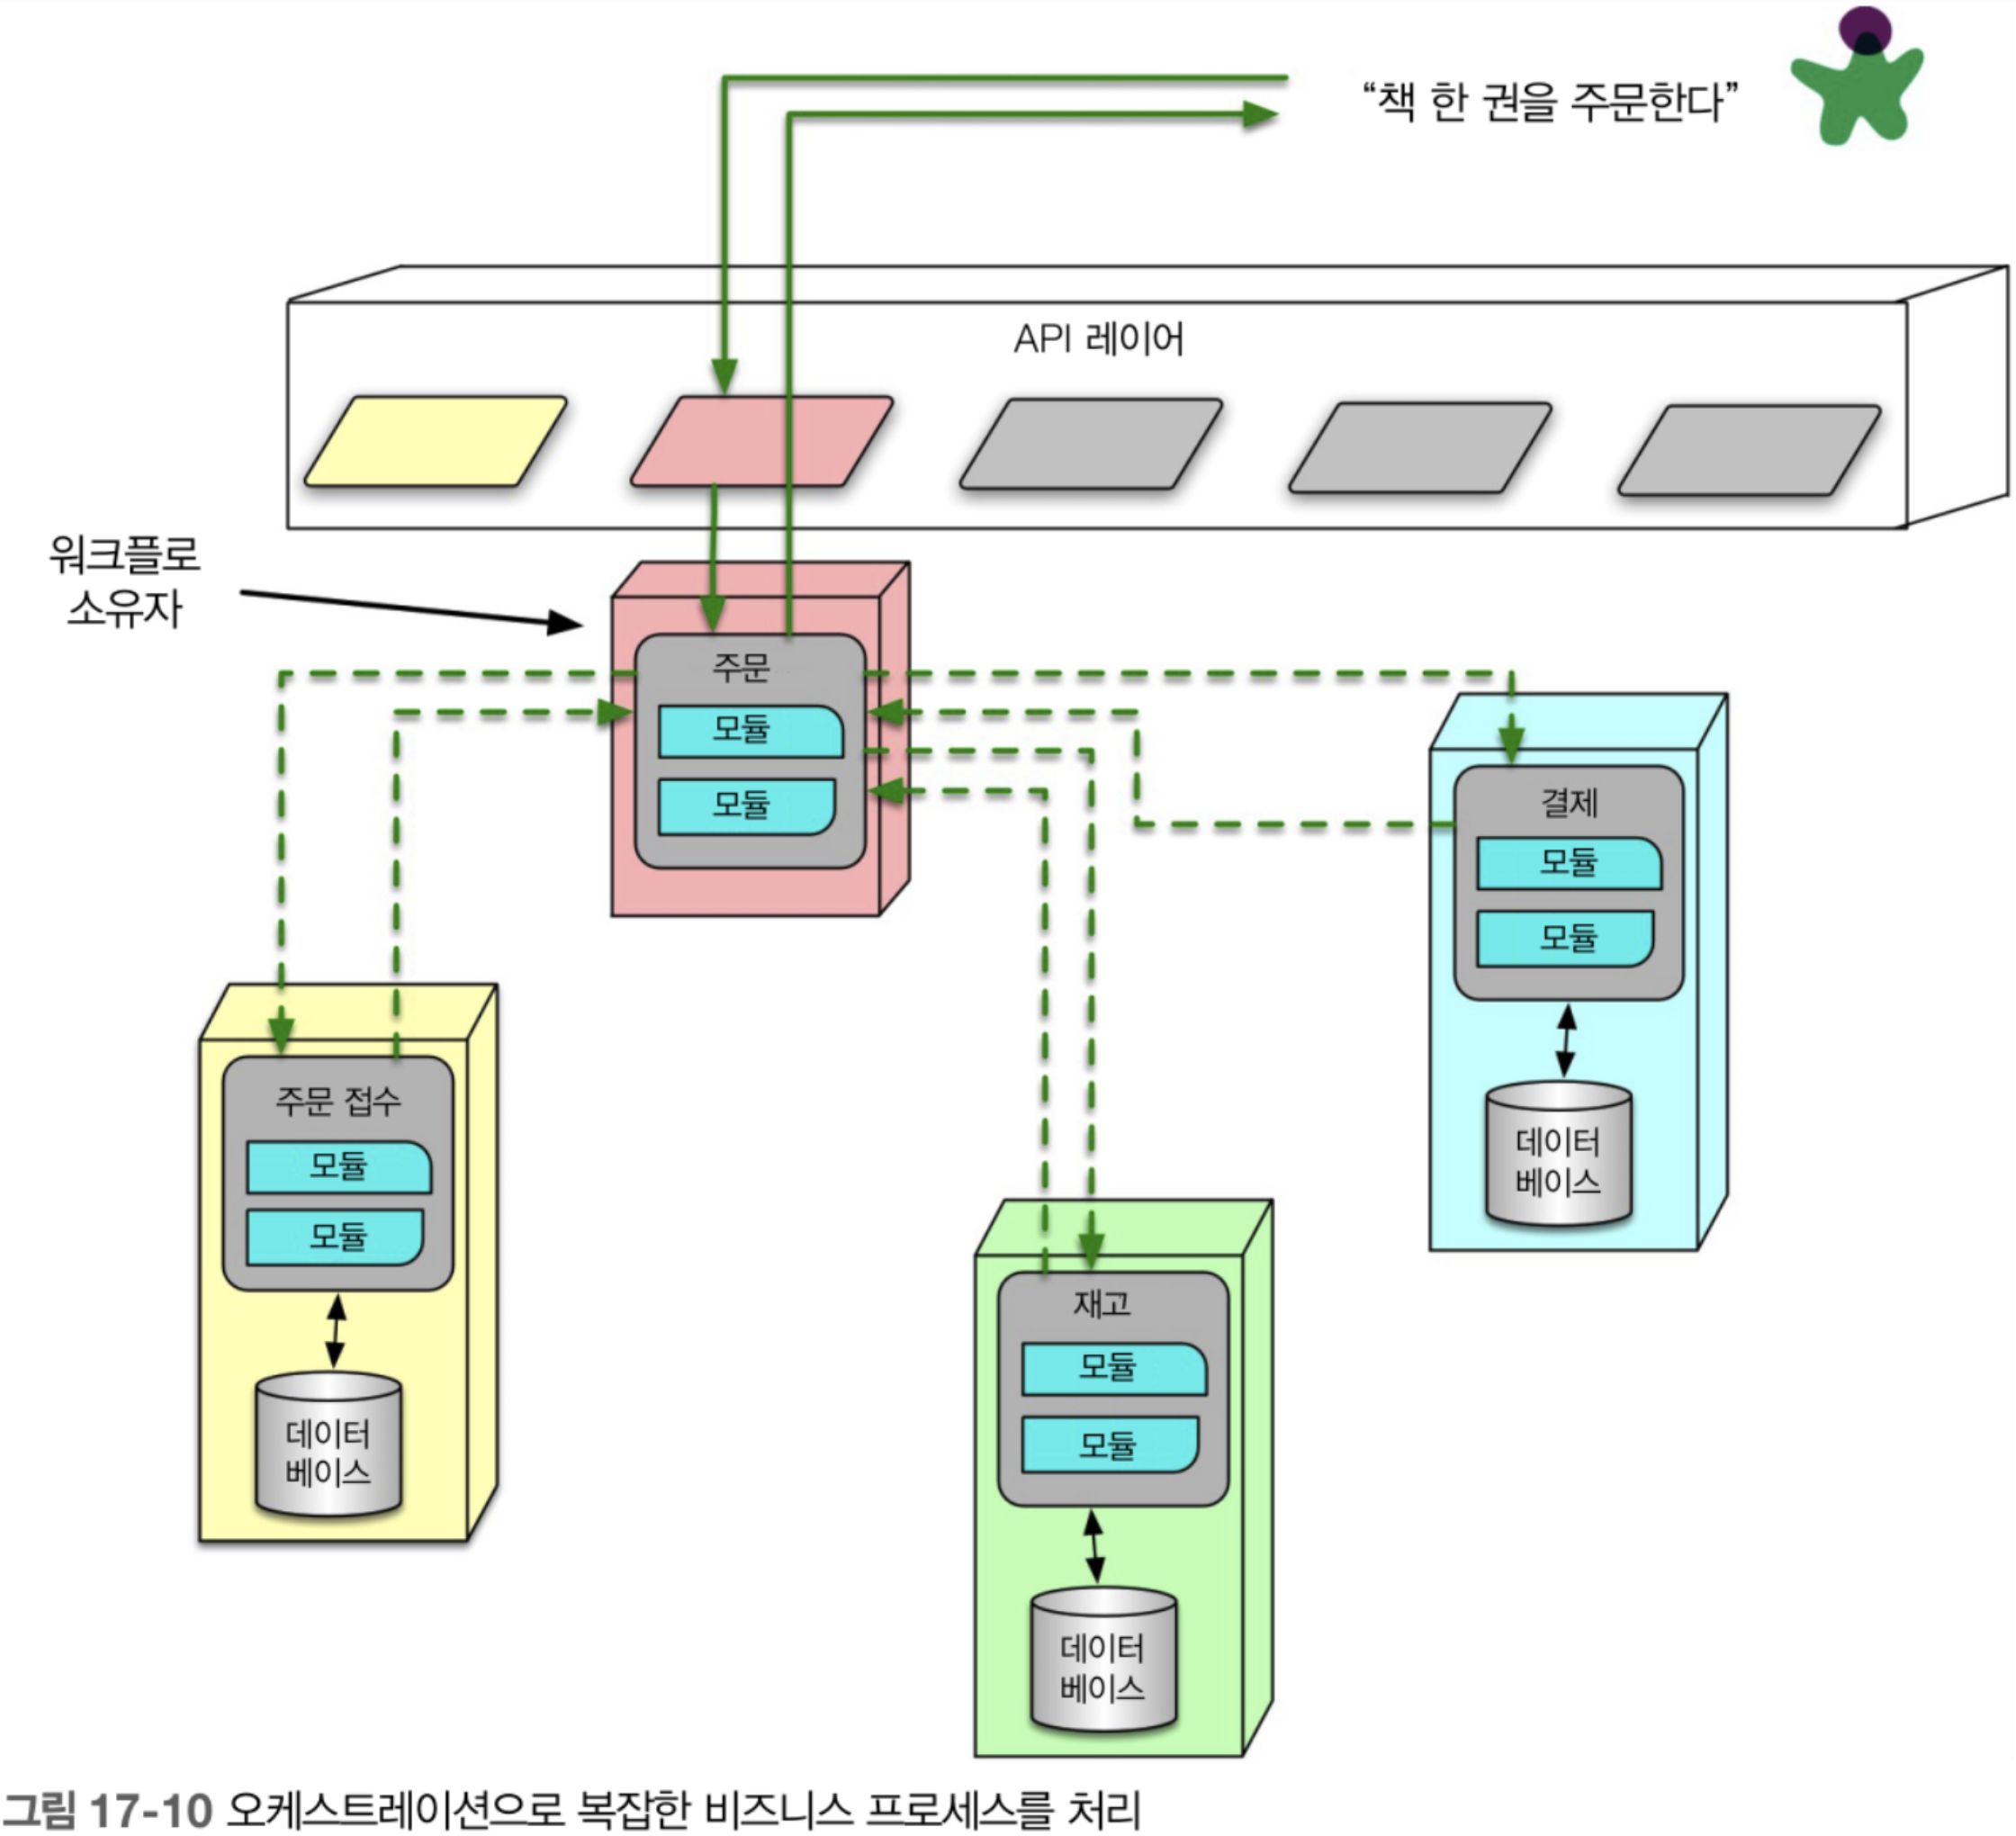 “책 한 권을 주문한다”
API 레이어
워크플로
소유자
주문
모듈
모듈
결제
모듈
모듈
데이터
베이스
주문 접수
모듈
모듈
데이터
베이스
재고
모듈
모듈
데이터
베이스
그림 17-10 오케스트레이션으로 복잡한 비즈니스 프로세스를 처리